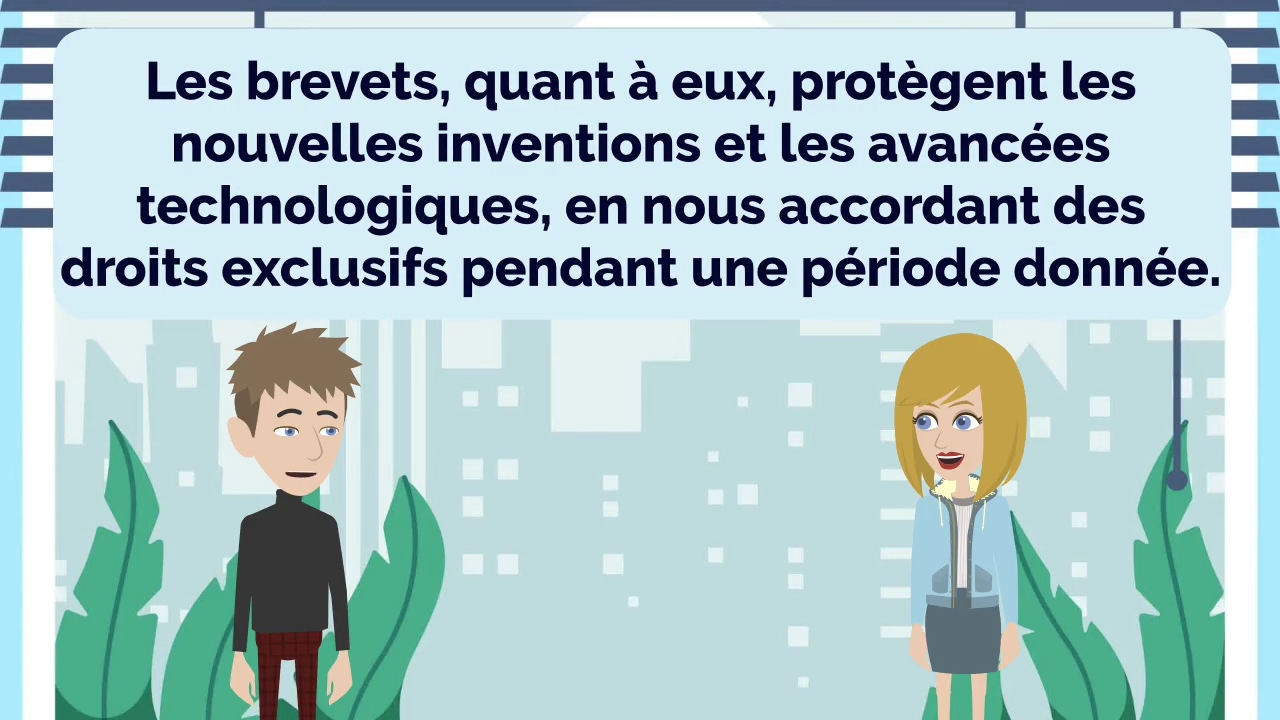 Les brevets, quant à eux, protègent les
nouvelles inventions et les avancées
technologiques, en nous accordant des
droits exclusifs pendant une période donnée.